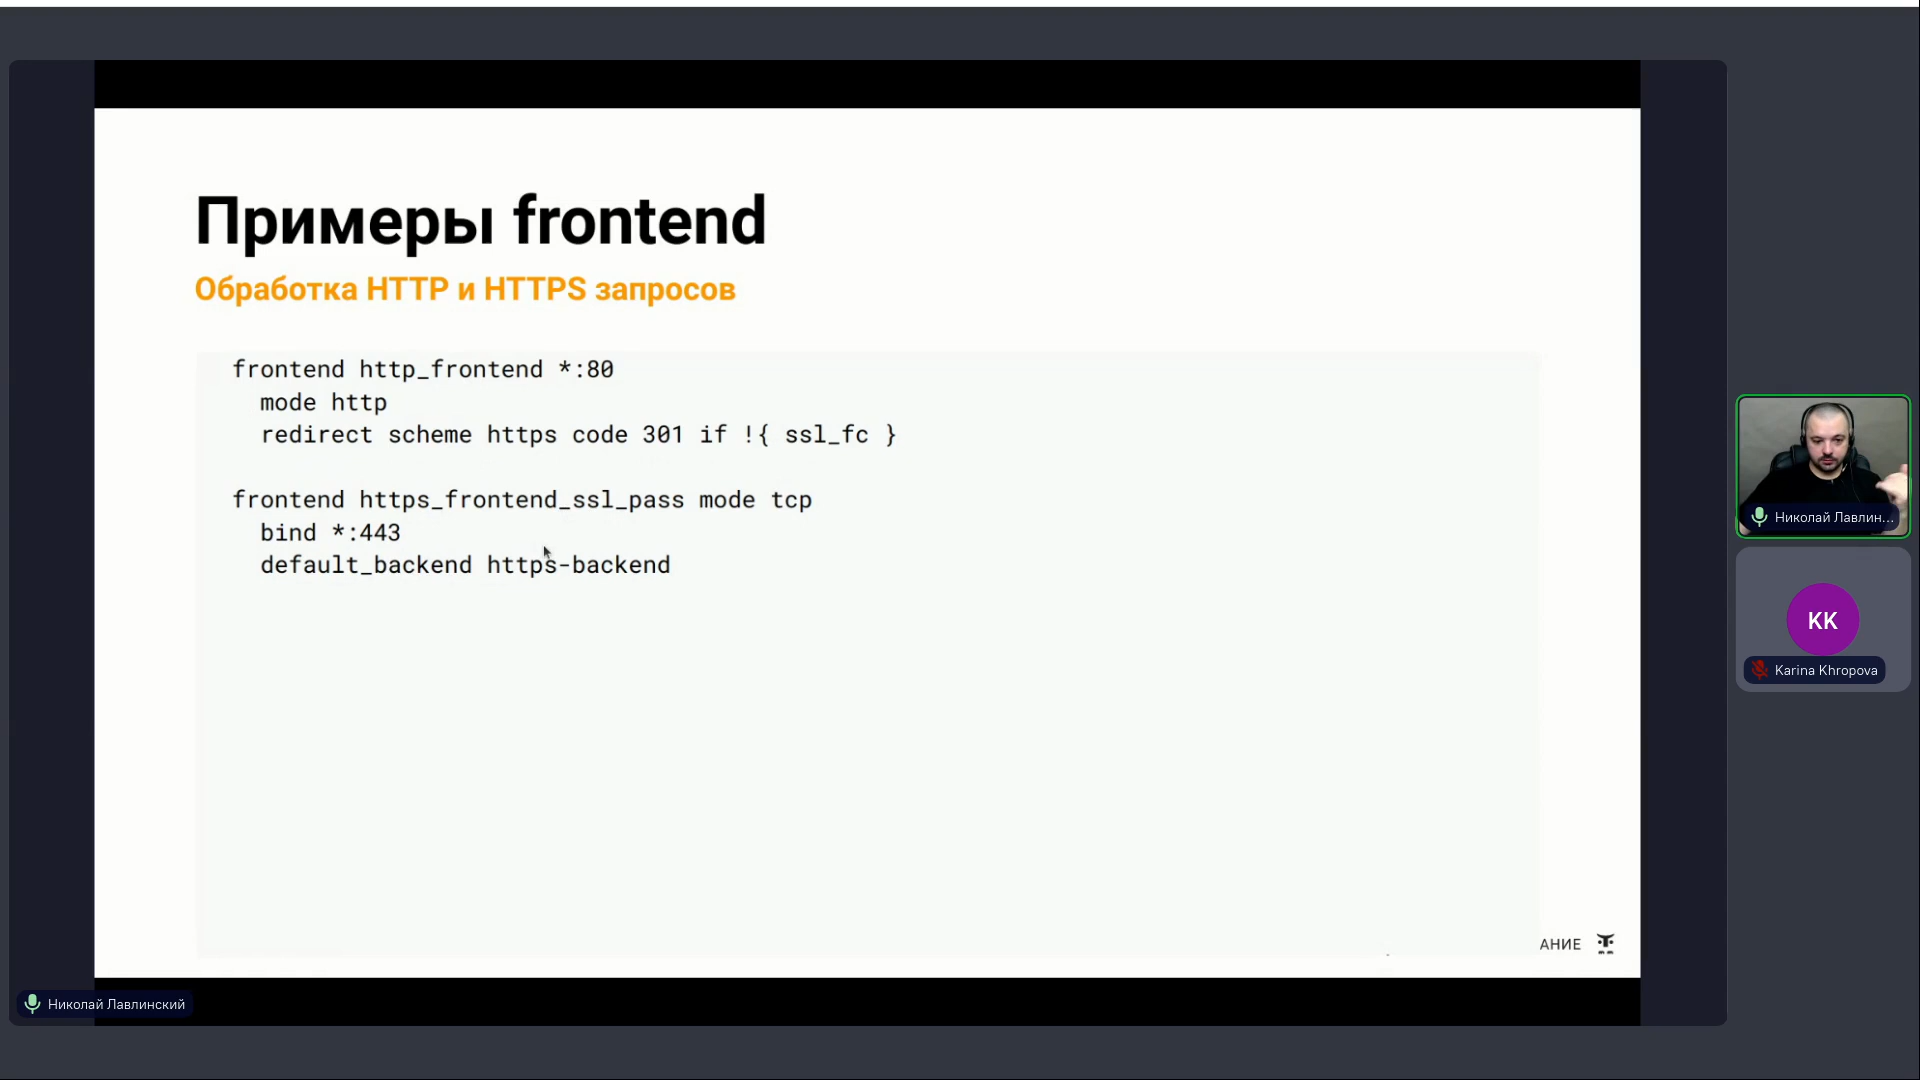 Примеры frontend
Обработка HTTP и HTTPS запросов
frontend http_frontend *:80
mode http
redirect scheme https code 301 if !{ ssl_fc }
frontend https_frontend_ssl_pass mode tcp
bind *:443
default_backend https-backend
АНИЕ
Николай Лавлин...
KK
Karina Khropova
Николай Лавлинский